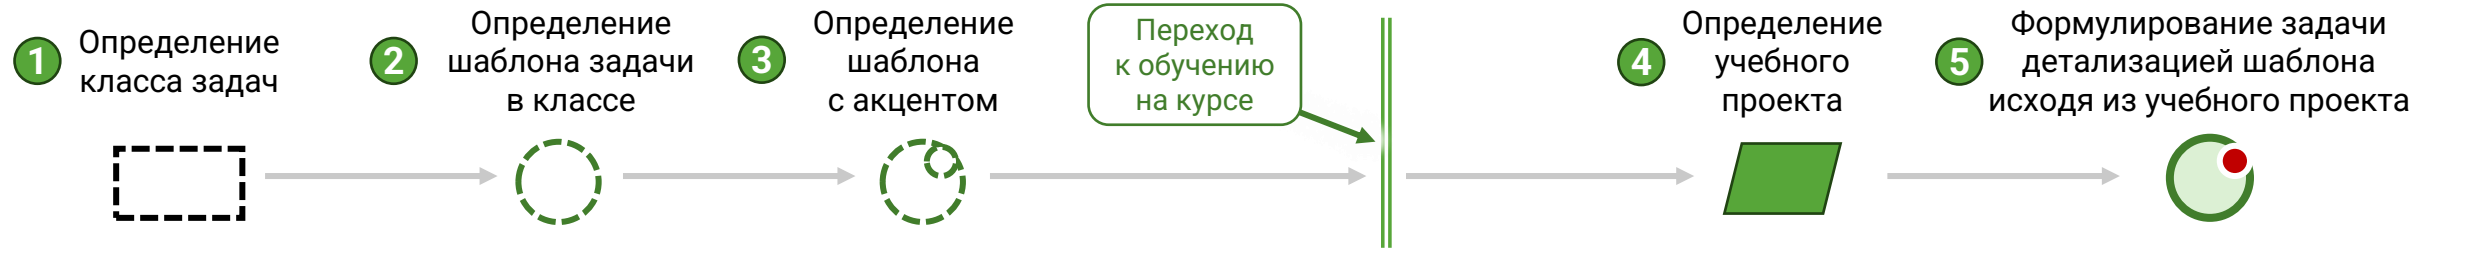 1
Определение
класса задач
2
Определение
шаблона задачи
в классе
3
Определение
шаблона
с акцентом
Переход
к обучению
на курсе
4
Определение
учебного
проекта
5
Формулирование задачи
детализацией шаблона
исходя из учебного проекта